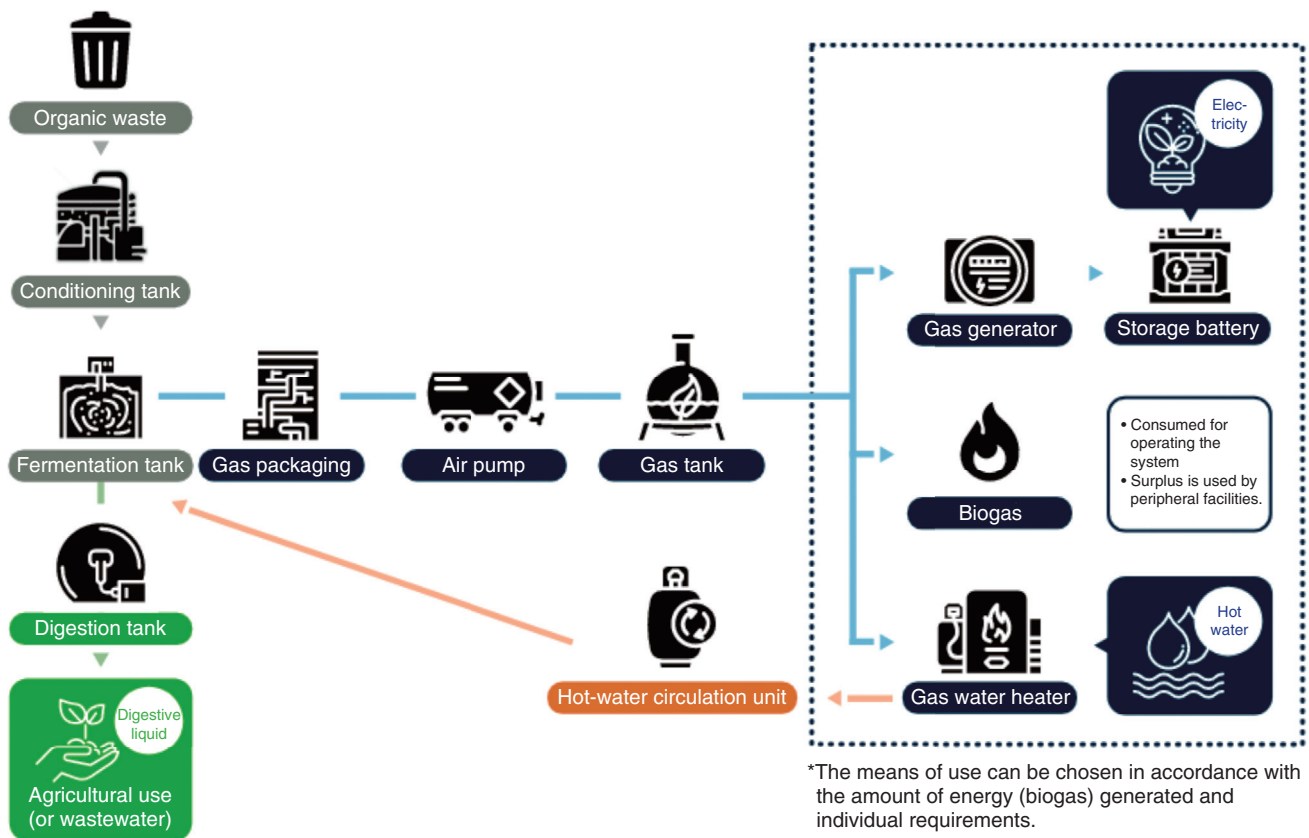 Organic waste
Conditioning tank
Fermentation tank
Gas packaging
Air pump
Gas tank
Digestion tank
Digestive
liquid
Agricultural use
(or wastewater)
Hot-water circulation unit
Elec-
tricity
Gas generator
Storage battery
Biogas
• Consumed for
operating the
system
• Surplus is used by
peripheral facilities.
Gas water heater
Hot
water
*The means of use can be chosen in accordance with
the amount of energy (biogas) generated and
individual requirements.